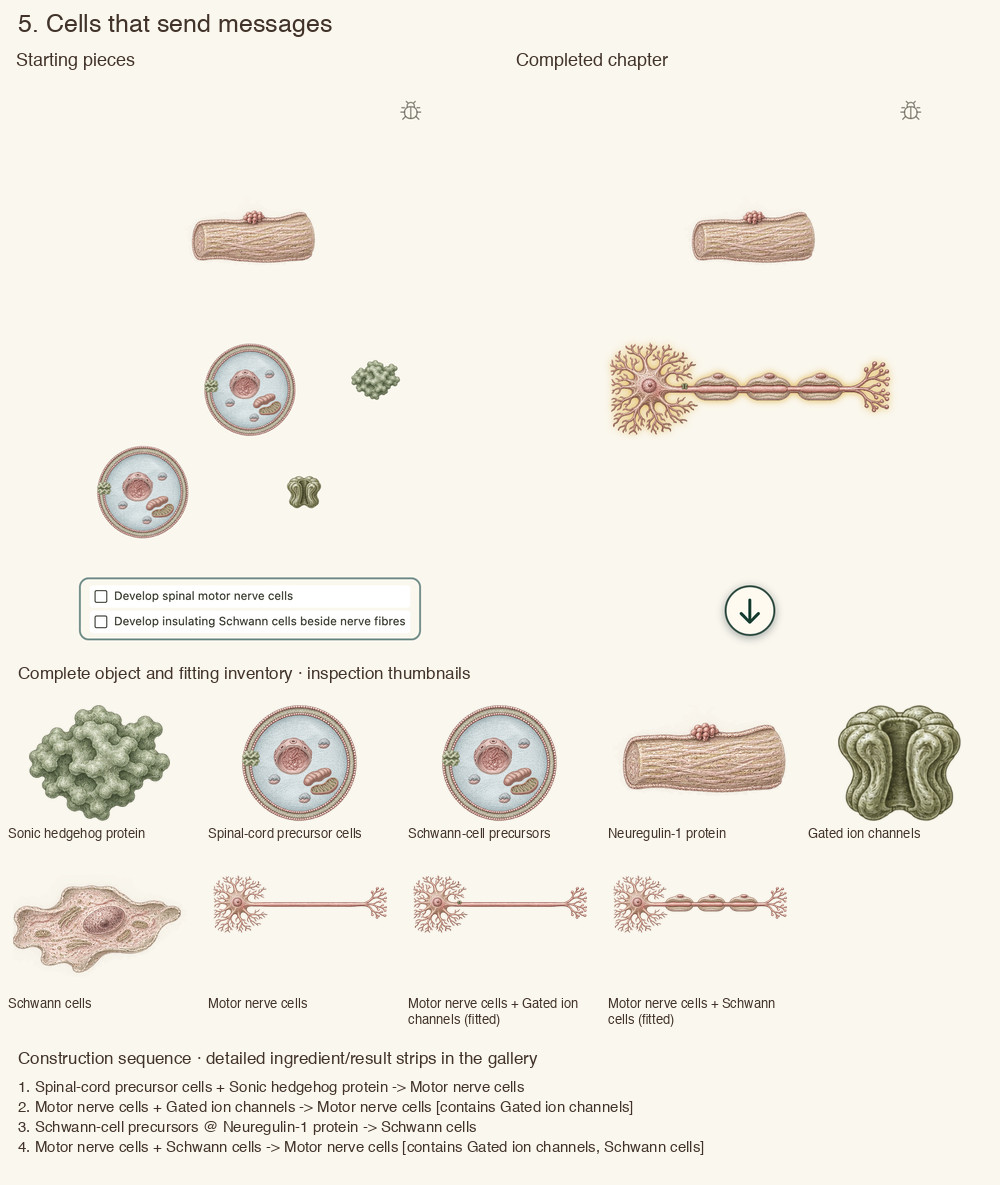 5. Cells that send messages
Starting pieces
Completed chapter
Develop spinal motor nerve cells
Develop insulating Schwann cells beside nerve fibres
Complete object and fitting inventory · inspection thumbnails
Sonic hedgehog protein
Spinal-cord precursor cells
Schwann-cell precursors
Neuregulin-1 protein
Gated ion channels
Schwann cells
Motor nerve cells
Motor nerve cells + Gated ion
channels (fitted)
Motor nerve cells + Schwann
cells (fitted)
Construction sequence · detailed ingredient/result strips in the gallery
1. Spinal-cord precursor cells + Sonic hedgehog protein -> Motor nerve cells
2. Motor nerve cells + Gated ion channels -> Motor nerve cells [contains Gated ion channels]
3. Schwann-cell precursors @ Neuregulin-1 protein -> Schwann cells
4. Motor nerve cells + Schwann cells -> Motor nerve cells [contains Gated ion channels, Schwann cells]